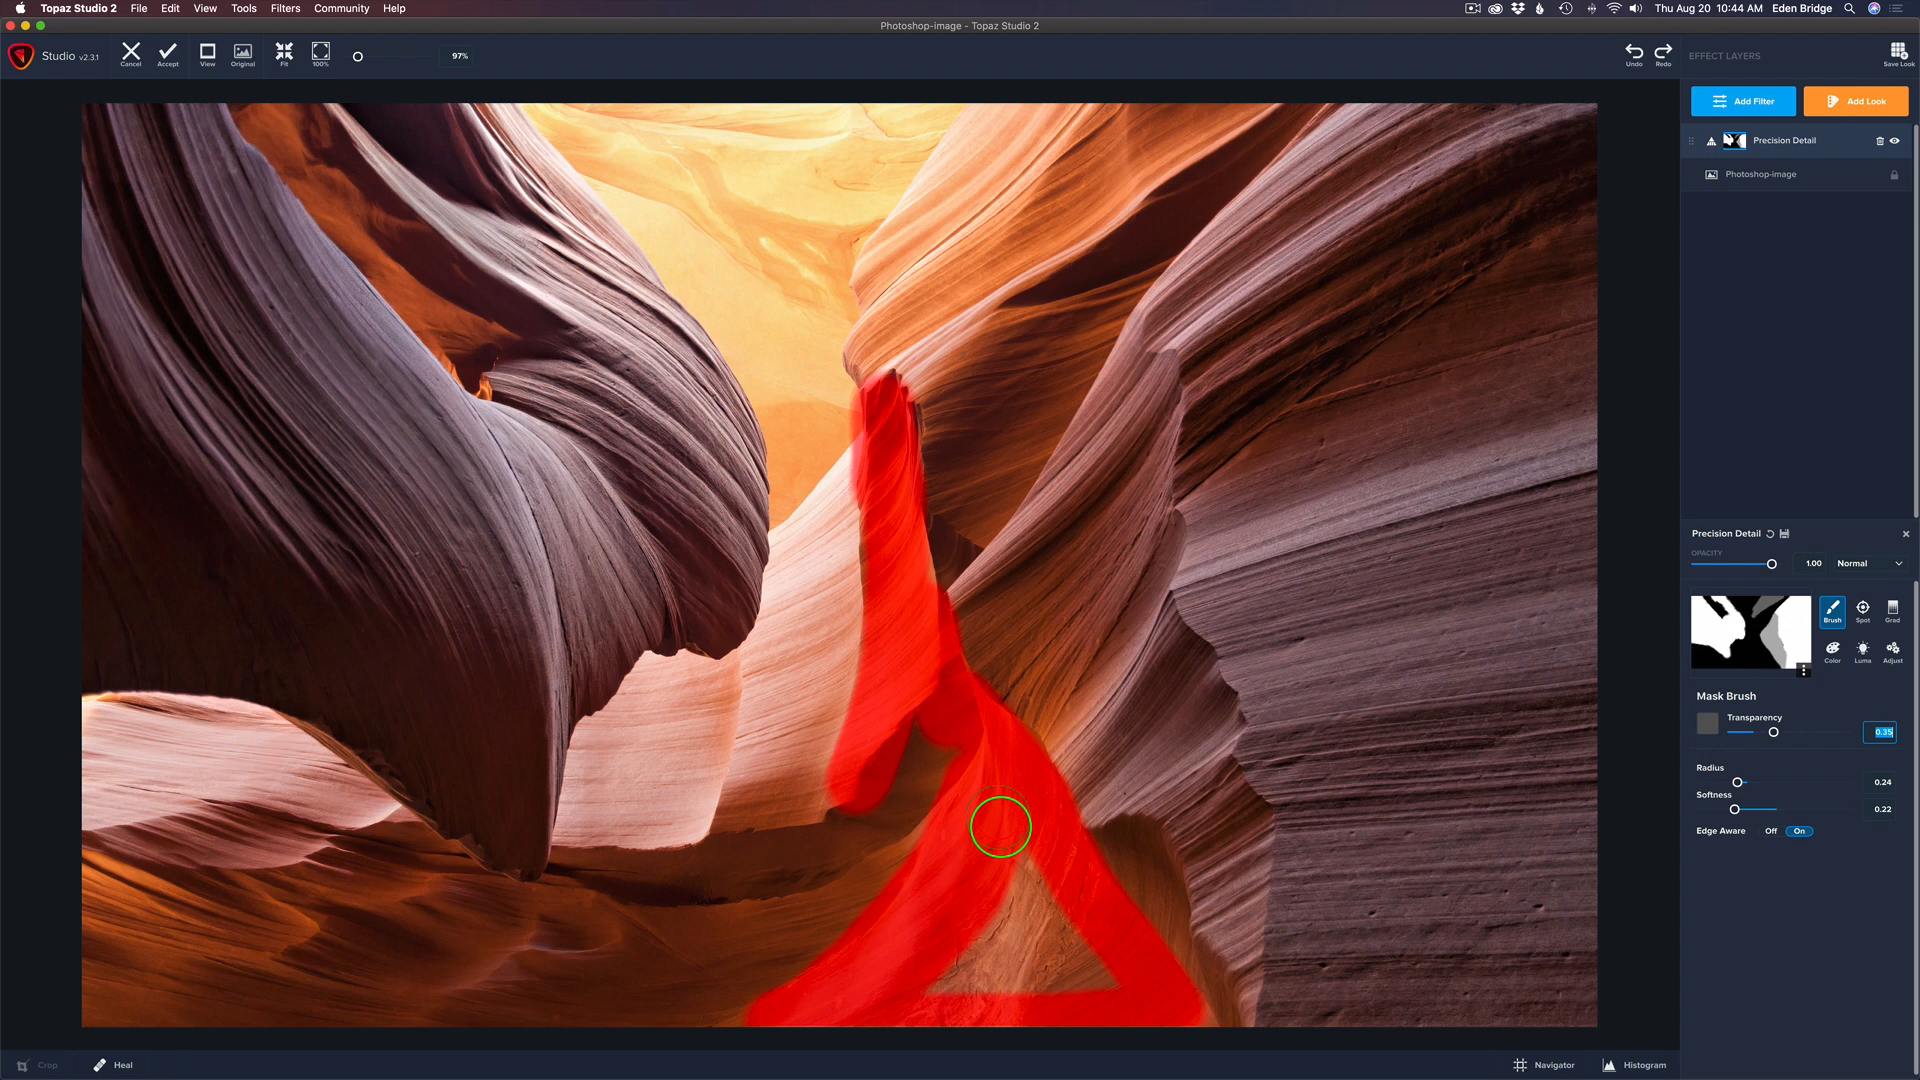 Topaz Studio 2 File Edit View Tools Filters Community Help Thu Aug 20 10:44 AM Eden Bridge
Photoshop-image - Topaz Studio 2
Studio v2.3.1 Cancel Accept View Original Fit 100% 97% Undo Redo EFFECT LAYERS Save Look
Add Filter Add Look
Precision Detail
Photoshop-image
Precision Detail
OPACITY
1.00 Normal
Brush Spot Grad
Color Luma Adjust
Mask Brush
Transparency
0.35
Radius
0.24
Softness
0.22
Edge Aware Off On
Crop Heal Navigator Histogram